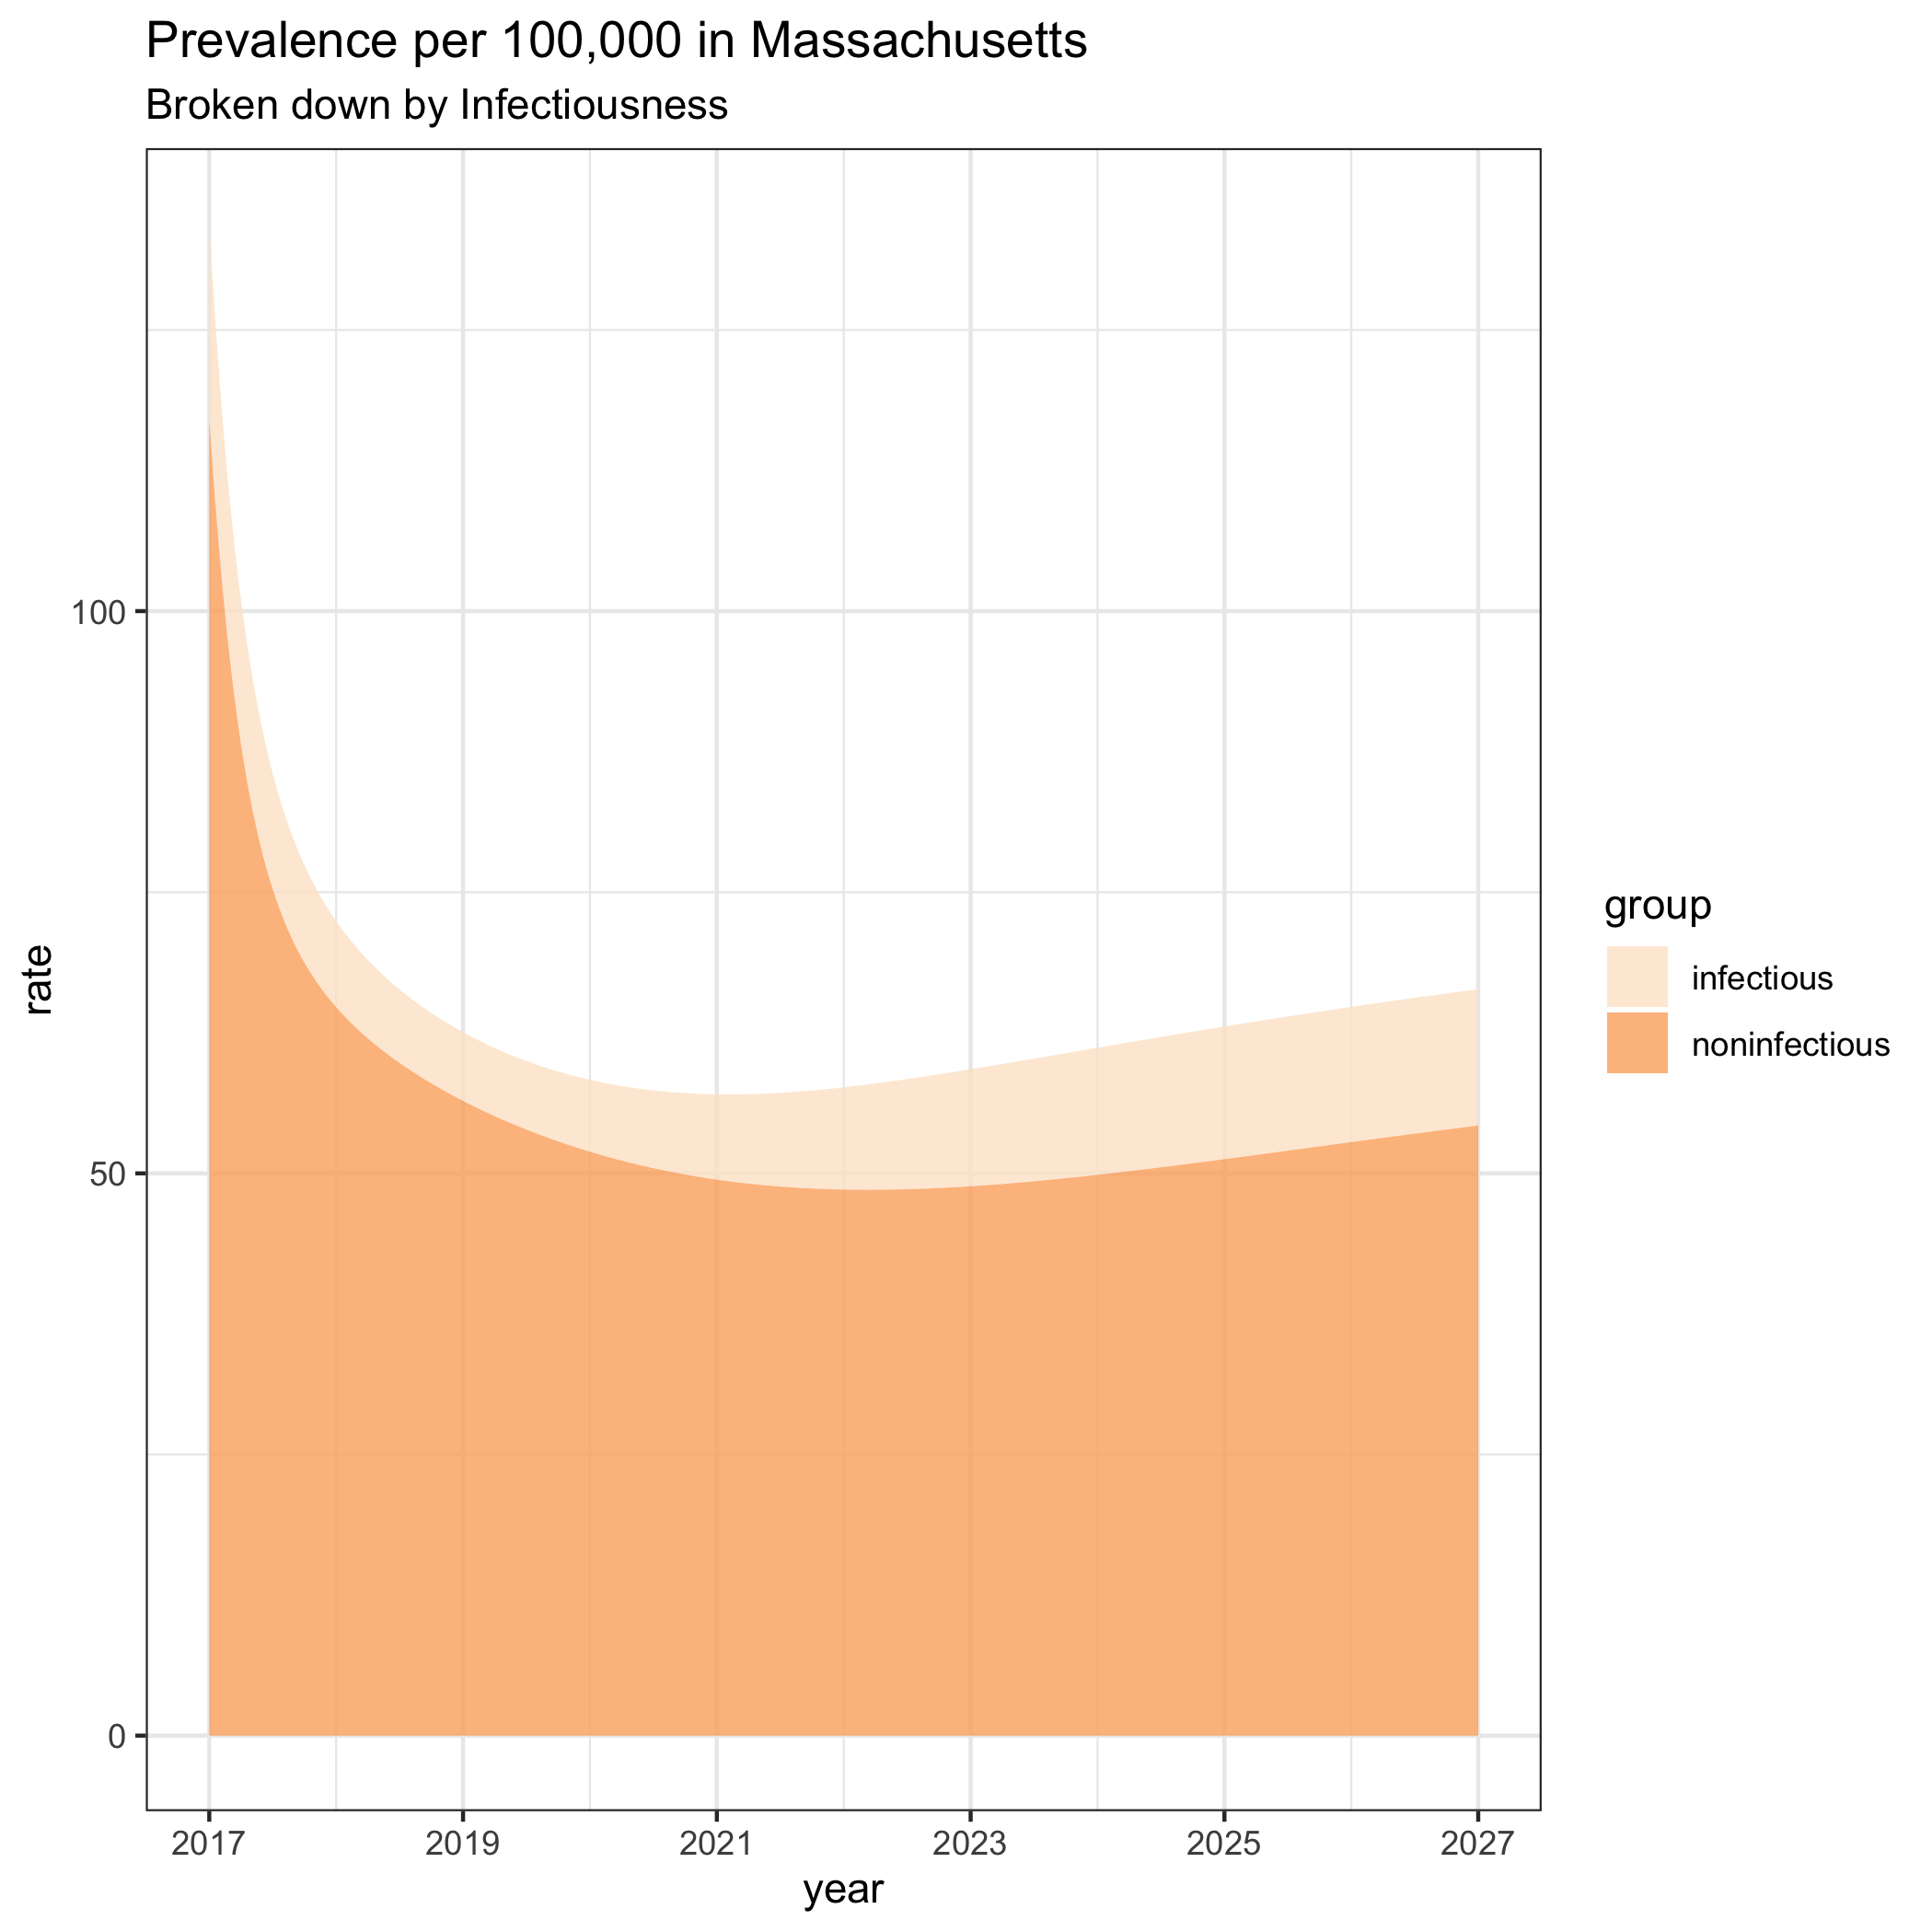 Prevalence per 100,000 in Massachusetts
Broken down by Infectiousness
100
50
0
rate
2017 2019 2021 2023 2025 2027
year
group
infectious
noninfectious